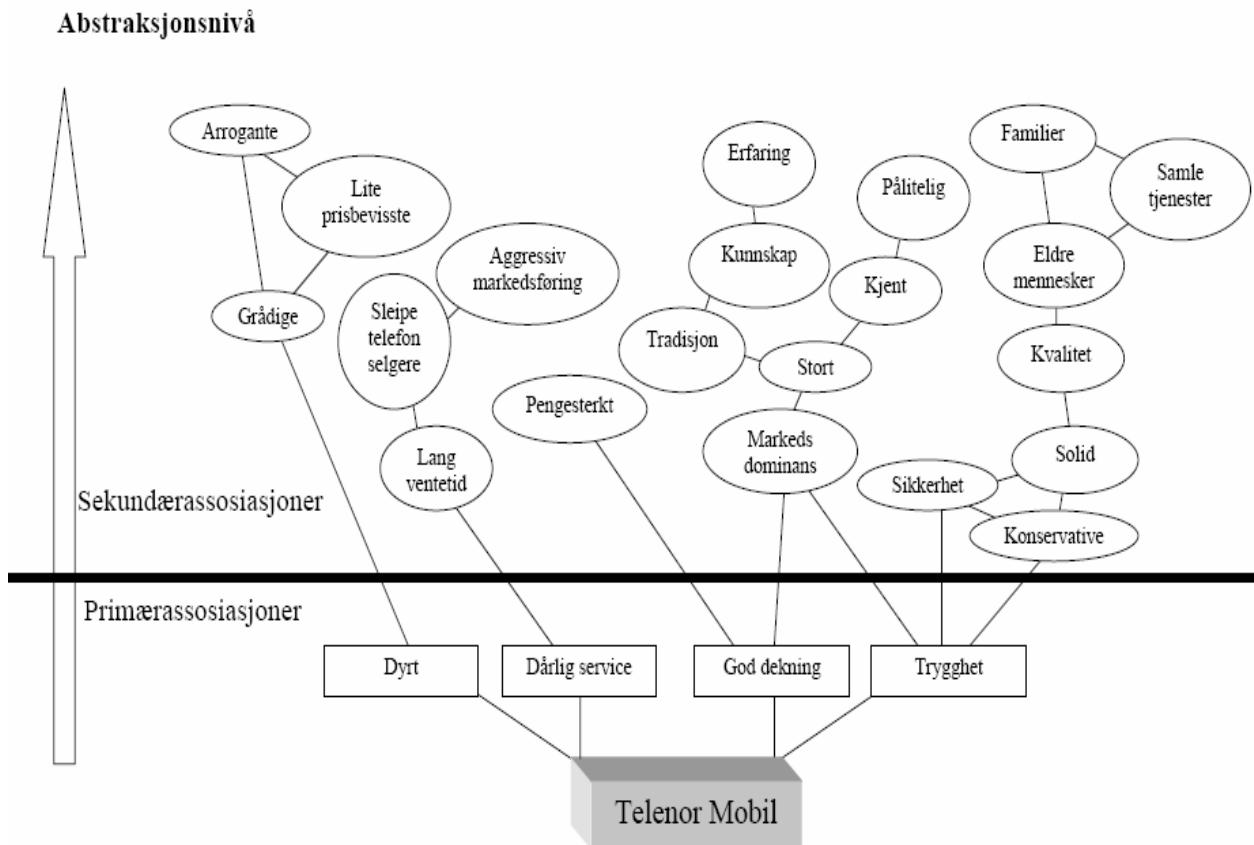 Abstraksjonsnivå
Arrogante
Lite
prisbevisste
Grådige
Aggressiv
markedsføring
Sleipe
telefon
selgere
Lang
ventetid
Pengesterkt
Erfaring
Kunnskap
Tradisjon
Pålitelig
Kjent
Stort
Markeds
dominans
Familier
Samle
tjenester
Eldre
mennesker
Kvalitet
Solid
Sikkerhet
Konservative
Sekundærassosiasjoner
Primærassosiasjoner
Dyrt
Dårlig service
God dekning
Trygghet
Telenor Mobil